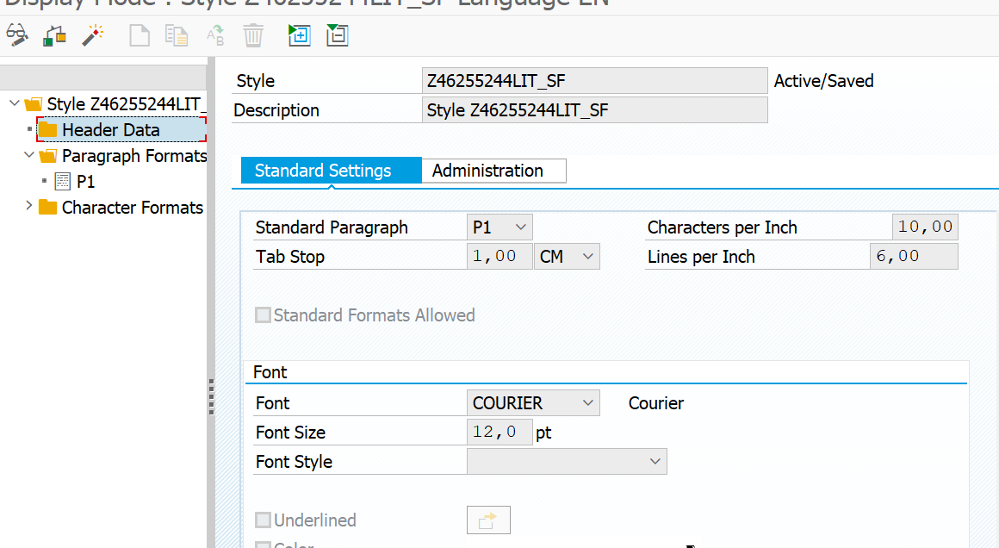 Display Mode : Style Z46255244LIT_SF Language EN
Style Z46255244LIT_
Header Data
Paragraph Formats
P1
Character Formats
Style Z46255244LIT_SF Active/Saved
Description Style Z46255244LIT_SF
Standard Settings Administration
Standard Paragraph P1 Characters per Inch 10,00
Tab Stop 1,00 CM Lines per Inch 6,00
Standard Formats Allowed
Font
Font COURIER Courier
Font Size 12,0 pt
Font Style
Underlined
Color